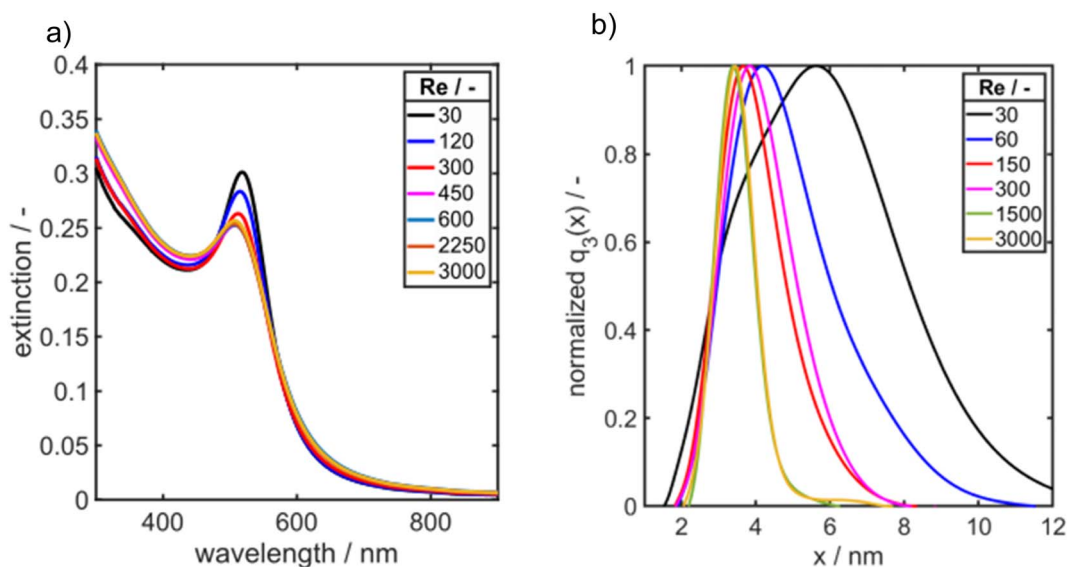 a)
0.4
0.35
0.3
0.25
0.2
0.15
0.1
0.05
0
extinction / -
400 600 800
wavelength / nm
Re / -
30
120
300
450
600
2250
3000
b)
1
0.8
0.6
0.4
0.2
0
normalized q₃(x) / -
2 4 6 8 10 12
x / nm
Re / -
30
60
150
300
1500
3000